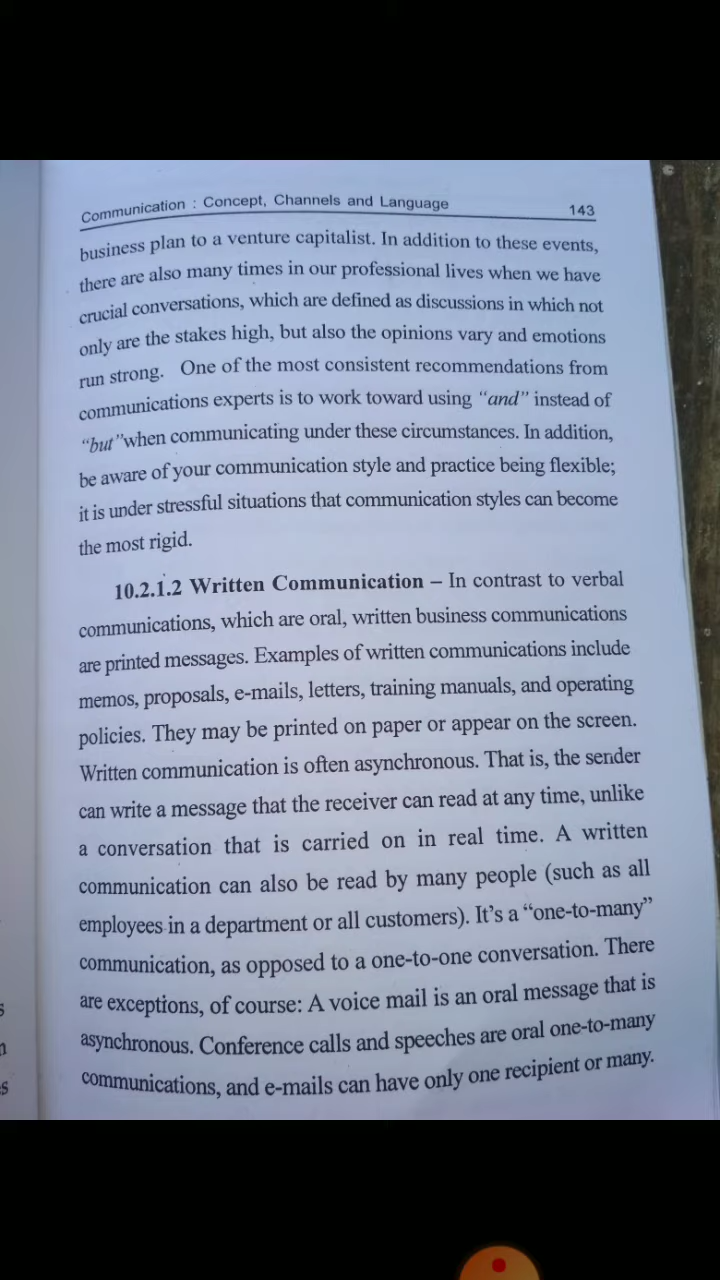 Communication : Concept, Channels and Language 143
business plan to a venture capitalist. In addition to these events,
there are also many times in our professional lives when we have
crucial conversations, which are defined as discussions in which not
only are the stakes high, but also the opinions vary and emotions
run strong. One of the most consistent recommendations from
communications experts is to work toward using “and” instead of
“but”when communicating under these circumstances. In addition,
be aware of your communication style and practice being flexible;
it is under stressful situations that communication styles can become
the most rigid.
10.2.1.2 Written Communication – In contrast to verbal
communications, which are oral, written business communications
are printed messages. Examples of written communications include
memos, proposals, e-mails, letters, training manuals, and operating
policies. They may be printed on paper or appear on the screen.
Written communication is often asynchronous. That is, the sender
can write a message that the receiver can read at any time, unlike
a conversation that is carried on in real time. A written
communication can also be read by many people (such as all
employees in a department or all customers). It’s a “one-to-many”
communication, as opposed to a one-to-one conversation. There
are exceptions, of course: A voice mail is an oral message that is
asynchronous. Conference calls and speeches are oral one-to-many
communications, and e-mails can have only one recipient or many.